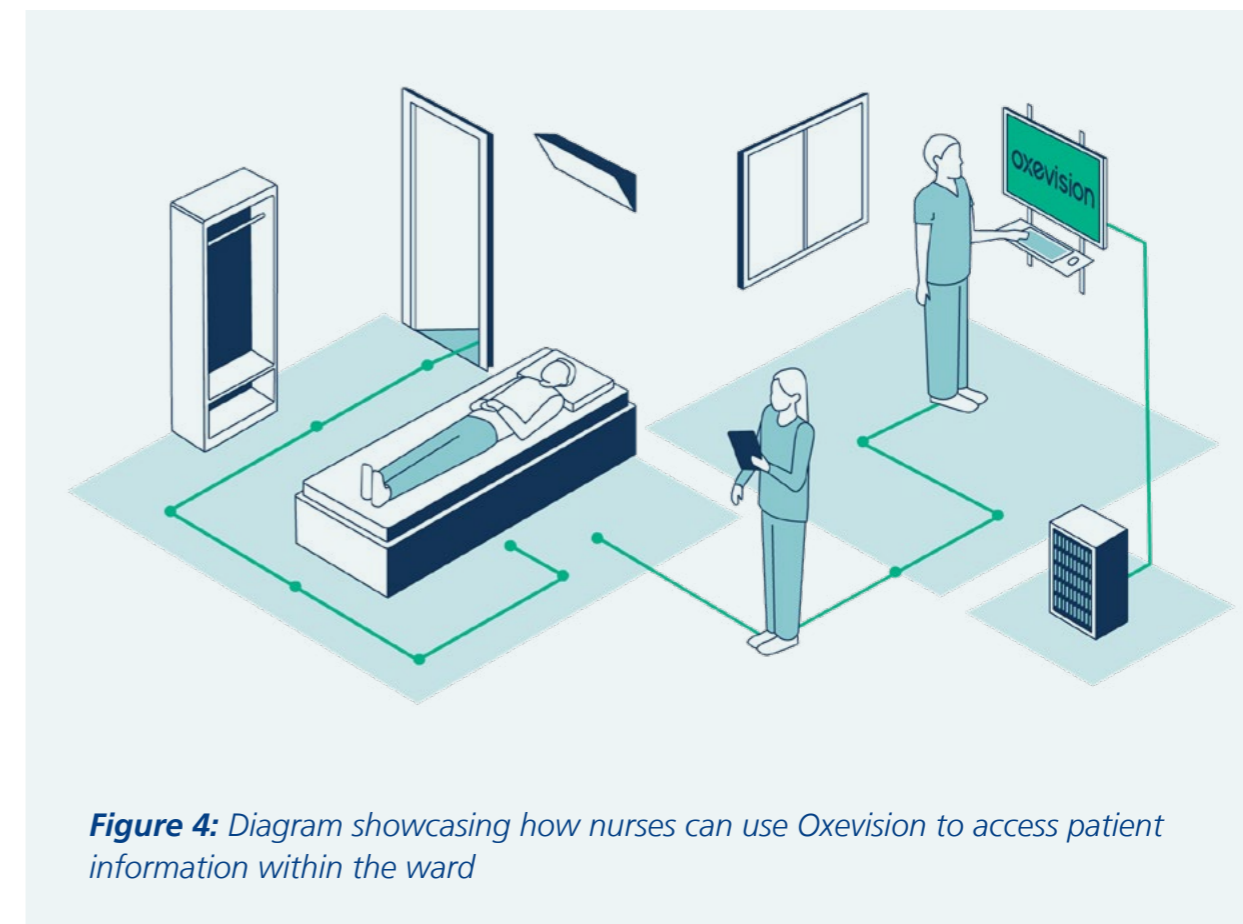 oxevision
Figure 4: Diagram showcasing how nurses can use Oxevision to access patient
information within the ward